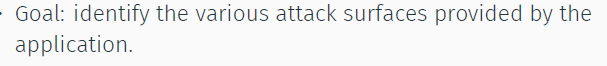 · Goal: identify the various attack surfaces provided by the
application.